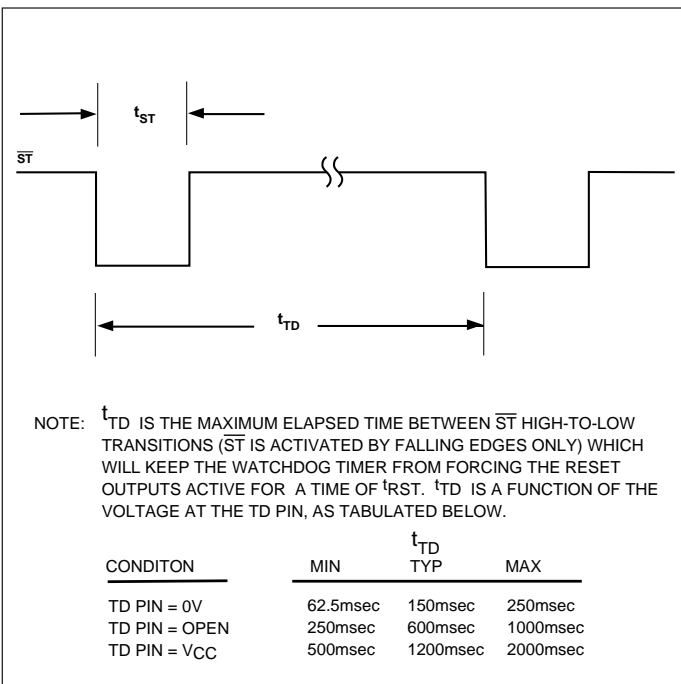 tST
S̅T̅
tTD
NOTE: tTD IS THE MAXIMUM ELAPSED TIME BETWEEN S̅T̅ HIGH-TO-LOW
TRANSITIONS (S̅T̅ IS ACTIVATED BY FALLING EDGES ONLY) WHICH
WILL KEEP THE WATCHDOG TIMER FROM FORCING THE RESET
OUTPUTS ACTIVE FOR A TIME OF tRST. tTD IS A FUNCTION OF THE
VOLTAGE AT THE TD PIN, AS TABULATED BELOW.
tTD
CONDITON MIN TYP MAX
TD PIN = 0V 62.5msec 150msec 250msec
TD PIN = OPEN 250msec 600msec 1000msec
TD PIN = VCC 500msec 1200msec 2000msec